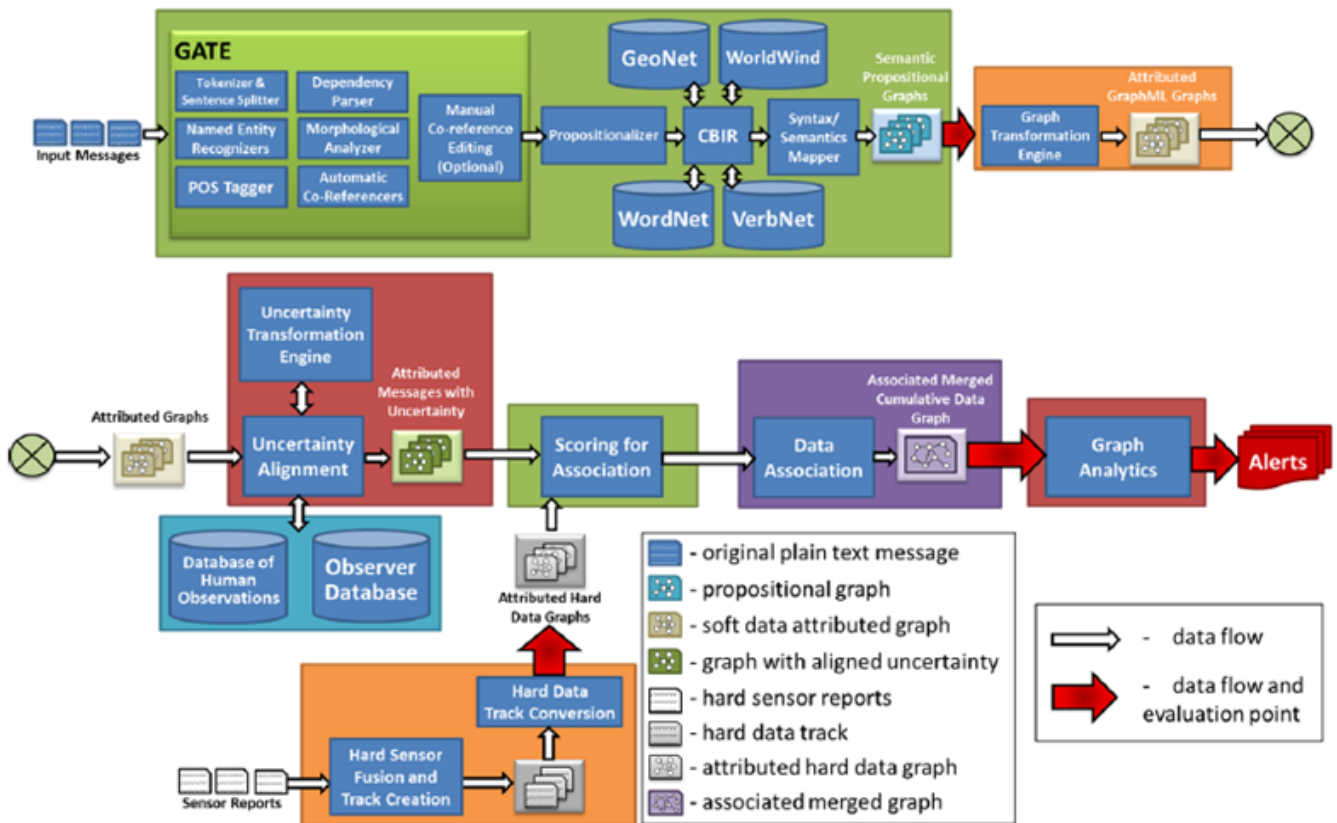 GATE
Tokenizer &
Sentence Splitter
Dependency
Parser
Named Entity
Recognizers
Morphological
Analyzer
POS Tagger
Automatic
Co-Referencers
Manual
Co-reference
Editing
(Optional)
Input Messages
Propositionalizer
GeoNet
WorldWind
CBIR
WordNet
VerbNet
Syntax/
Semantics
Mapper
Semantic
Propositional
Graphs
Graph
Transformation
Engine
Attributed
GraphML Graphs
Uncertainty
Transformation
Engine
Attributed
Messages with
Uncertainty
Attributed Graphs
Uncertainty
Alignment
Database of
Human
Observations
Observer
Database
Scoring for
Association
Attributed Hard
Data Graphs
Data
Association
Associated Merged
Cumulative Data
Graph
Graph
Analytics
Alerts
Hard Data
Track Conversion
Hard Sensor
Fusion and
Track Creation
Sensor Reports
- original plain text message
- propositional graph
- soft data attributed graph
- graph with aligned uncertainty
- hard sensor reports
- hard data track
- attributed hard data graph
- associated merged graph
- data flow
- data flow and
evaluation point